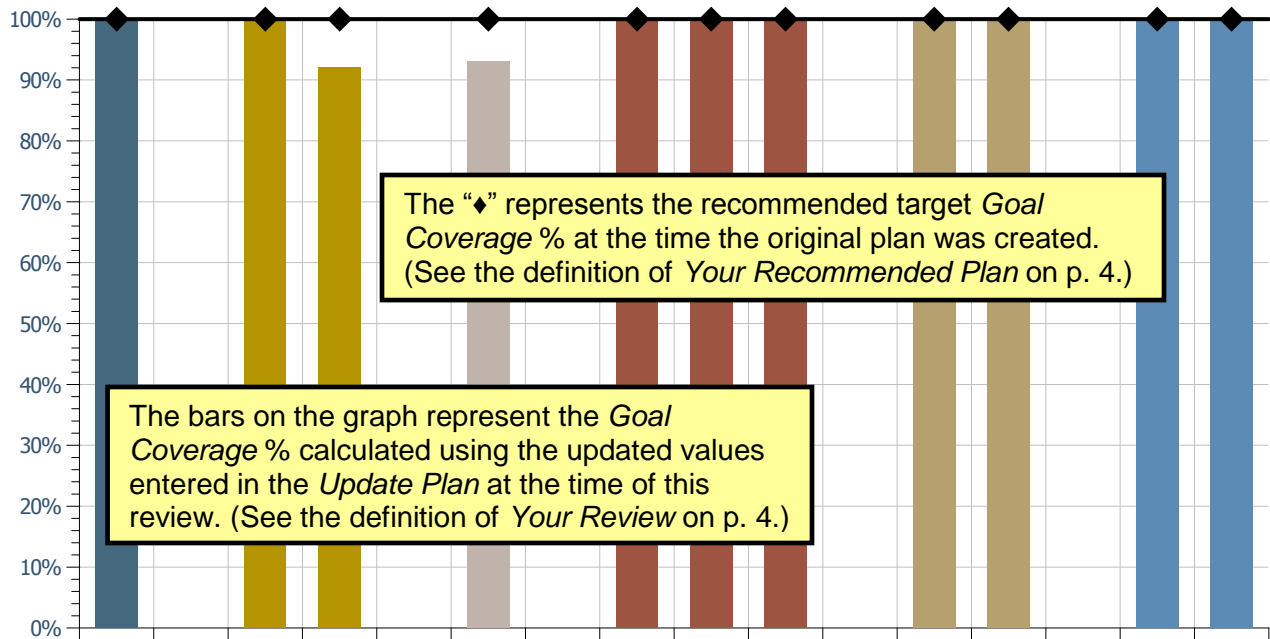 100%
90%
80%
70%
60%
50%
40%
30%
20%
10%
0%
The “♦” represents the recommended target Goal
Coverage % at the time the original plan was created.
(See the definition of Your Recommended Plan on p. 4.)
The bars on the graph represent the Goal
Coverage % calculated using the updated values
entered in the Update Plan at the time of this
review. (See the definition of Your Review on p. 4.)